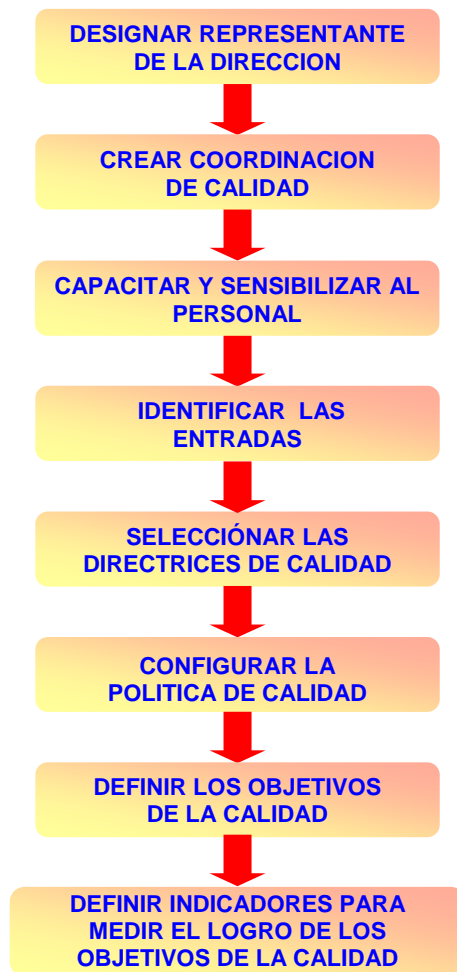 DESIGNAR REPRESENTANTE
DE LA DIRECCION
CREAR COORDINACION
DE CALIDAD
CAPACITAR Y SENSIBILIZAR AL
PERSONAL
IDENTIFICAR LAS
ENTRADAS
SELECCIÓNAR LAS
DIRECTRICES DE CALIDAD
CONFIGURAR LA
POLITICA DE CALIDAD
DEFINIR LOS OBJETIVOS
DE LA CALIDAD
DEFINIR INDICADORES PARA
MEDIR EL LOGRO DE LOS
OBJETIVOS DE LA CALIDAD